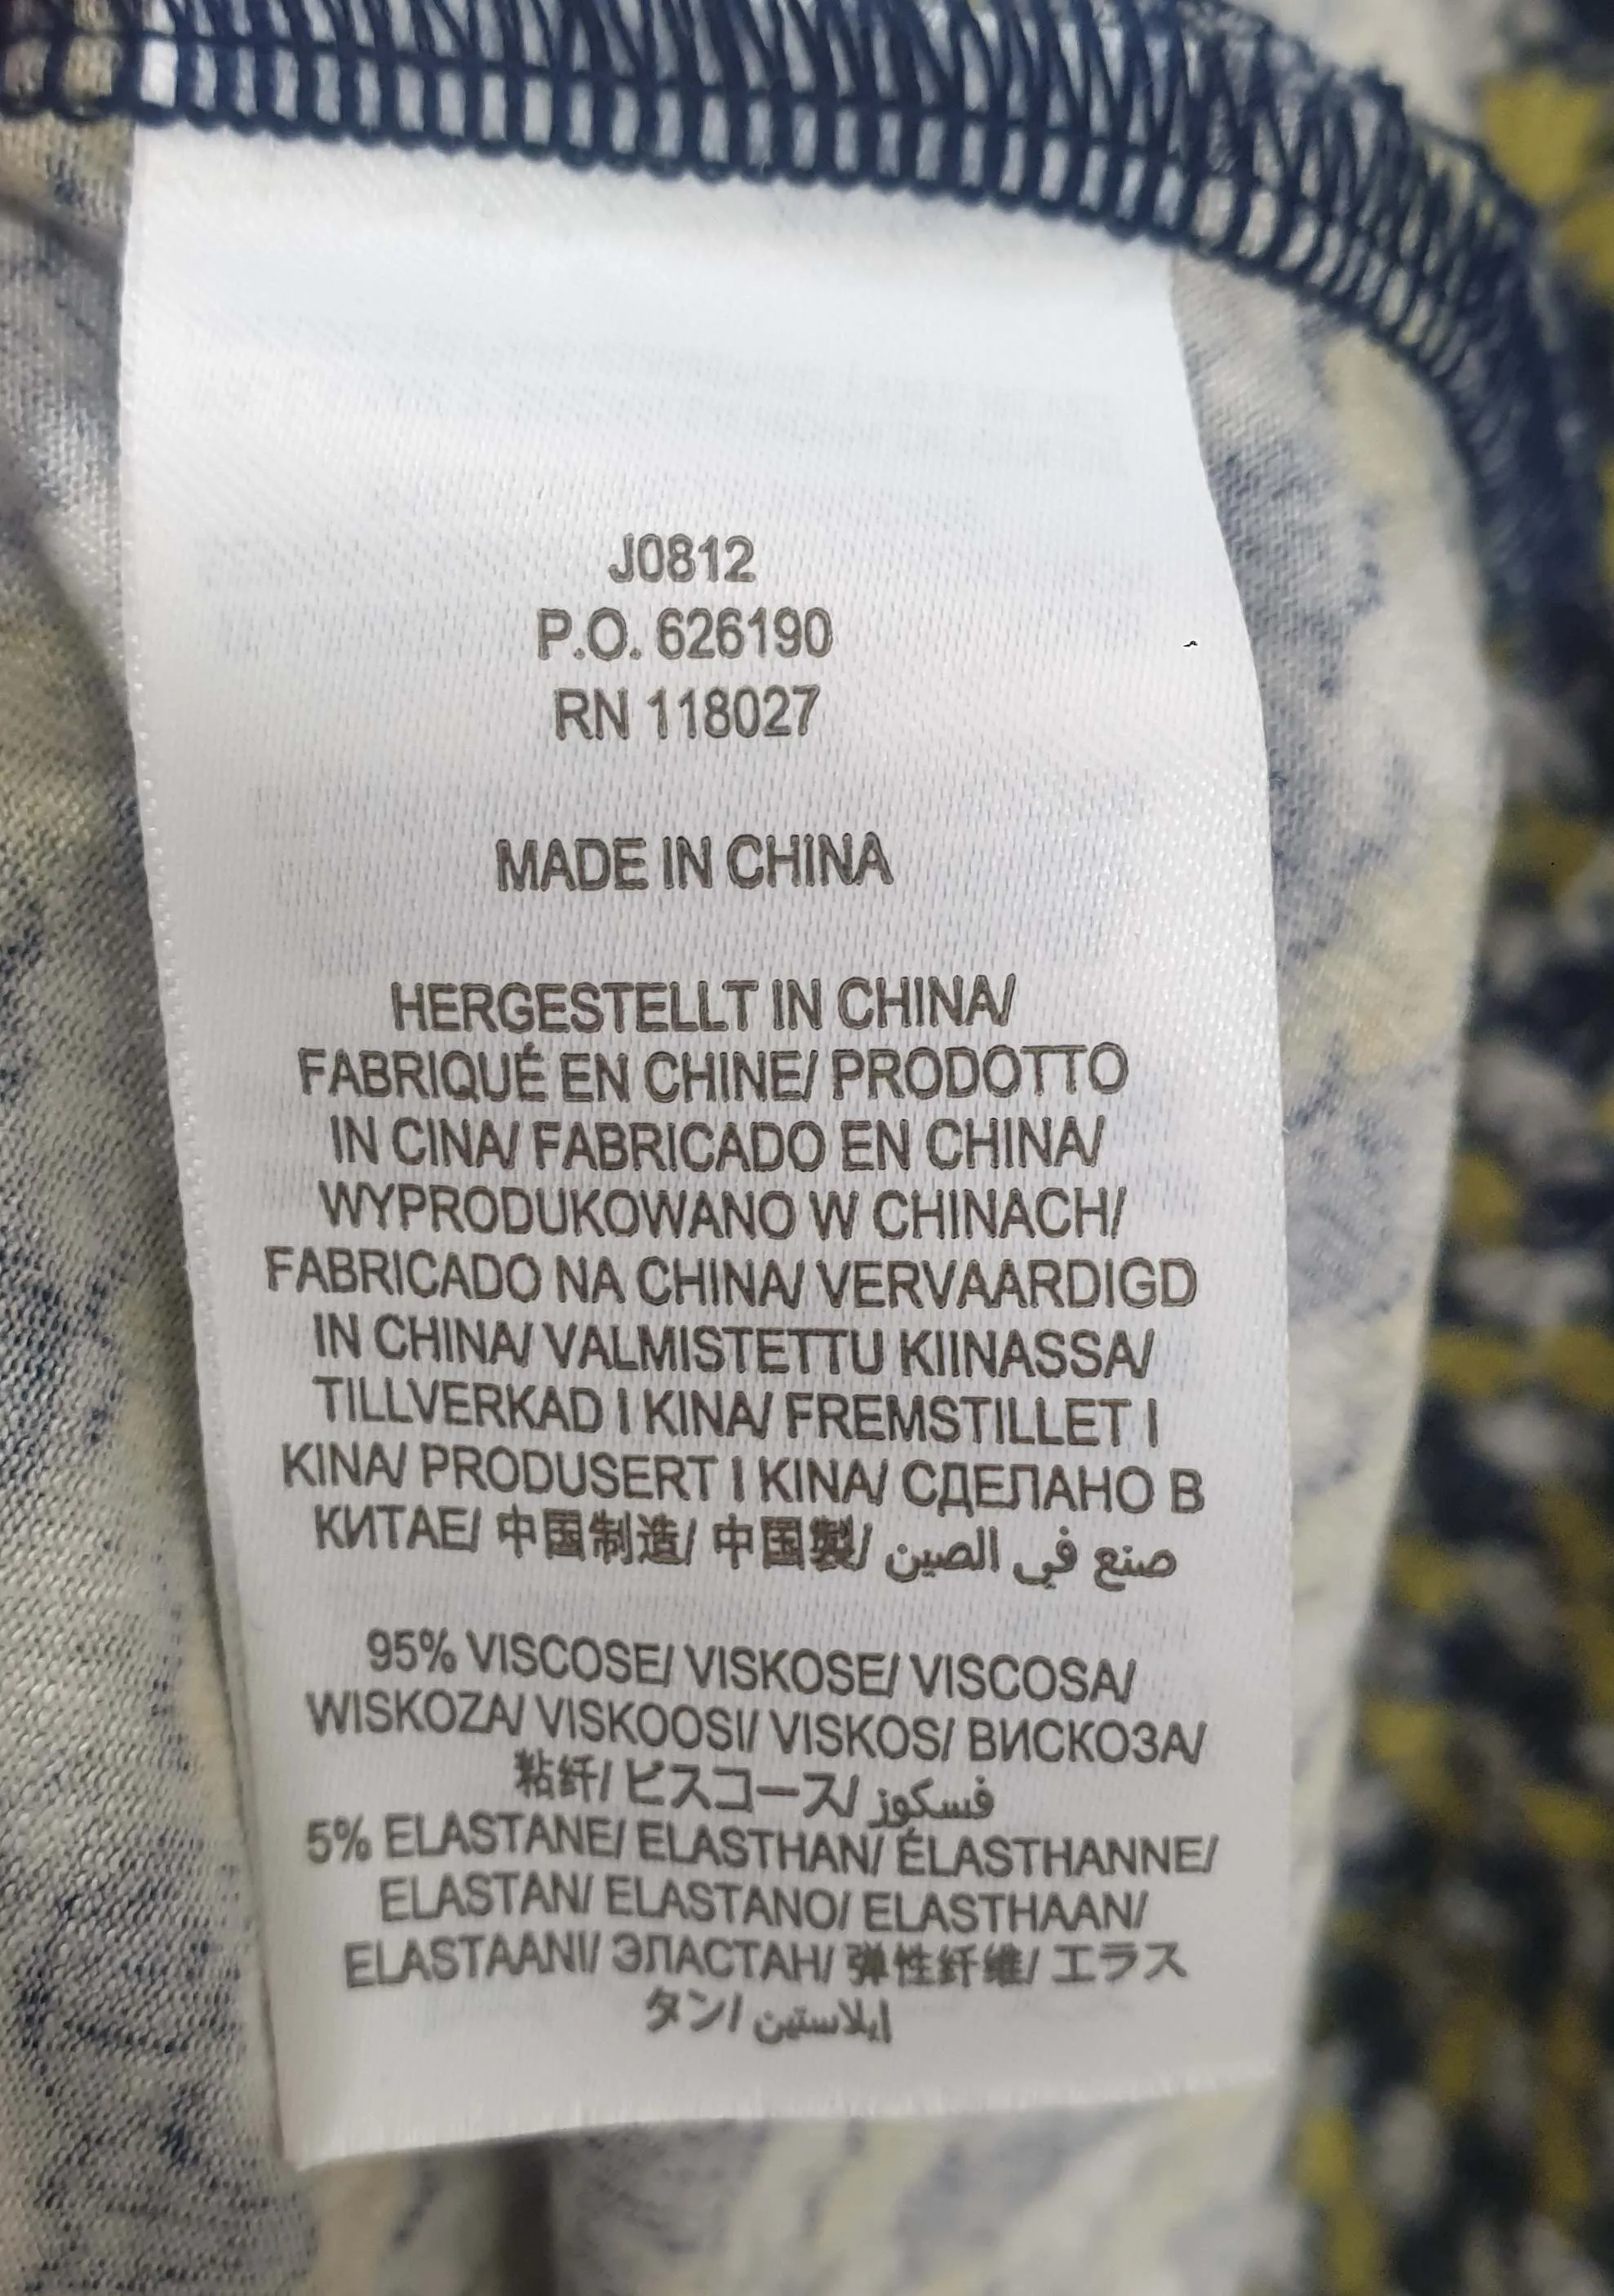 J0812
P.O. 626190
RN 118027
MADE IN CHINA
HERGESTELLT IN CHINA/
FABRIQUÉ EN CHINE/ PRODOTTO
IN CINA/ FABRICADO EN CHINA/
WYPRODUKOWANO W CHINACH/
FABRICADO NA CHINA/ VERVAARDIGD
IN CHINA/ VALMISTETTU KIINASSA/
TILLVERKAD I KINA/ FREMSTILLET I
KINA/ PRODUSERT I KINA/ СДЕЛАНО В
КИТАЕ/ 中国制造/ 中国製/ صنع في الصين
95% VISCOSE/ VISKOSE/ VISCOSA/
WISKOZA/ VISKOOSI/ VISKOS/ ВИСКОЗА/
粘纤/ ビスコース/ فسكوز
5% ELASTANE/ ELASTHAN/ ÉLASTHANNE/
ELASTAN/ ELASTANO/ ELASTHAAN/
ELASTAANI/ ЭЛАСТАН/ 弹性纤维/ エラス
タン/ ايلاستين